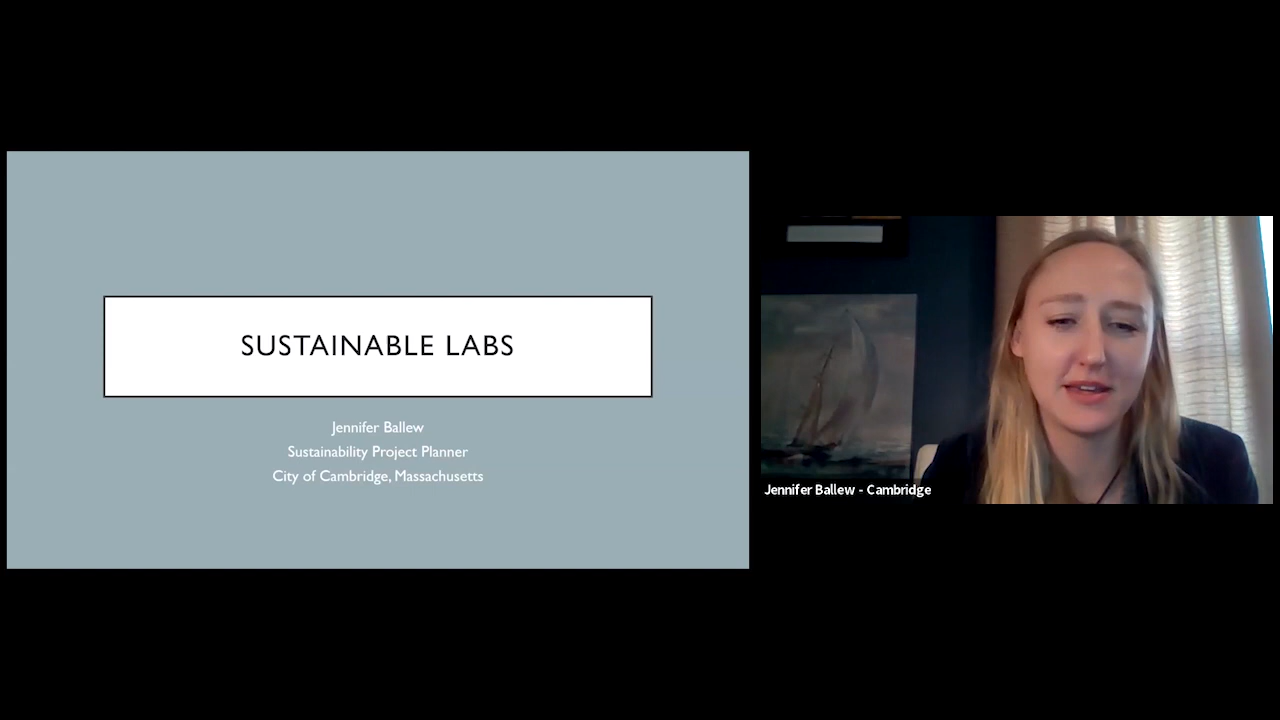 SUSTAINABLE LABS
Jennifer Ballew
Sustainability Project Planner
City of Cambridge, Massachusetts
Jennifer Ballew - Cambridge